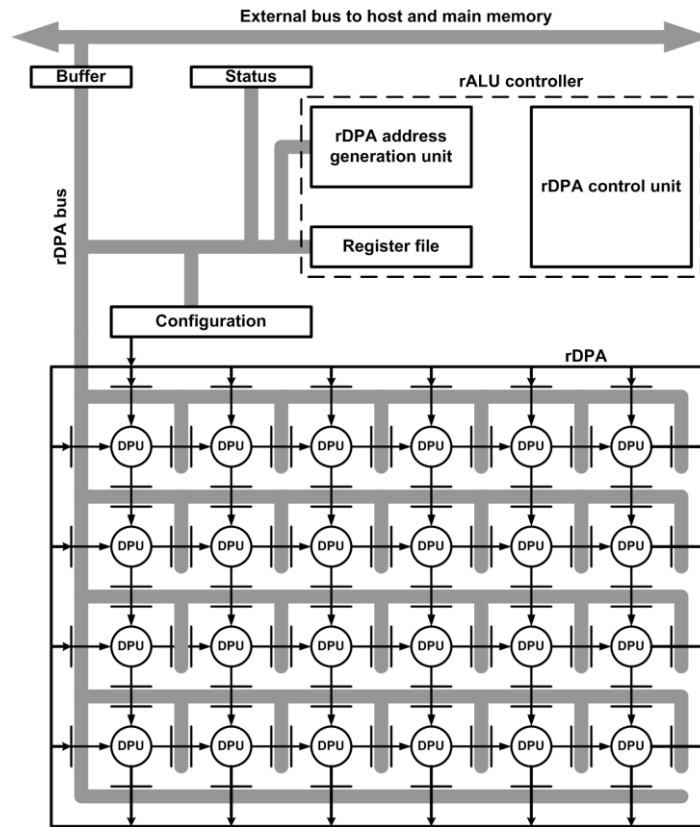 External bus to host and main memory
Buffer
Status
rALU controller
rDPA address
generation unit
rDPA control unit
rDPA bus
Register file
Configuration
rDPA
DPU DPU DPU DPU DPU DPU
DPU DPU DPU DPU DPU DPU
DPU DPU DPU DPU DPU DPU
DPU DPU DPU DPU DPU DPU